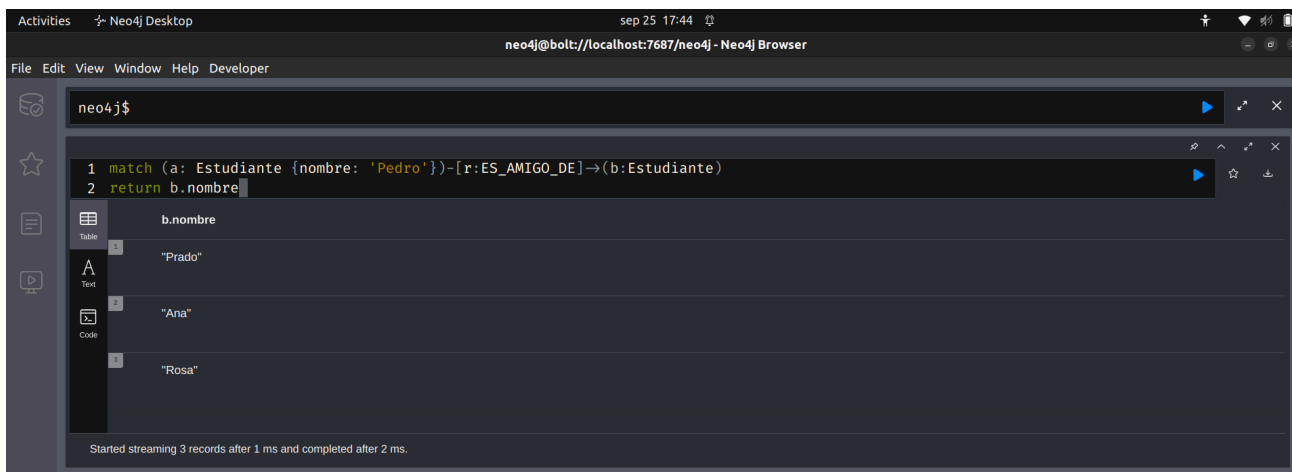 Activities Neo4j Desktop sep 25 17:44
neo4j@bolt://localhost:7687/neo4j - Neo4j Browser
File Edit View Window Help Developer
neo4j$
1 match (a: Estudiante {nombre: 'Pedro'})-[r:ES_AMIGO_DE]→(b:Estudiante)
2 return b.nombre
Table
b.nombre
1
"Prado"
A
Text
2
"Ana"
Code
3
"Rosa"
Started streaming 3 records after 1 ms and completed after 2 ms.